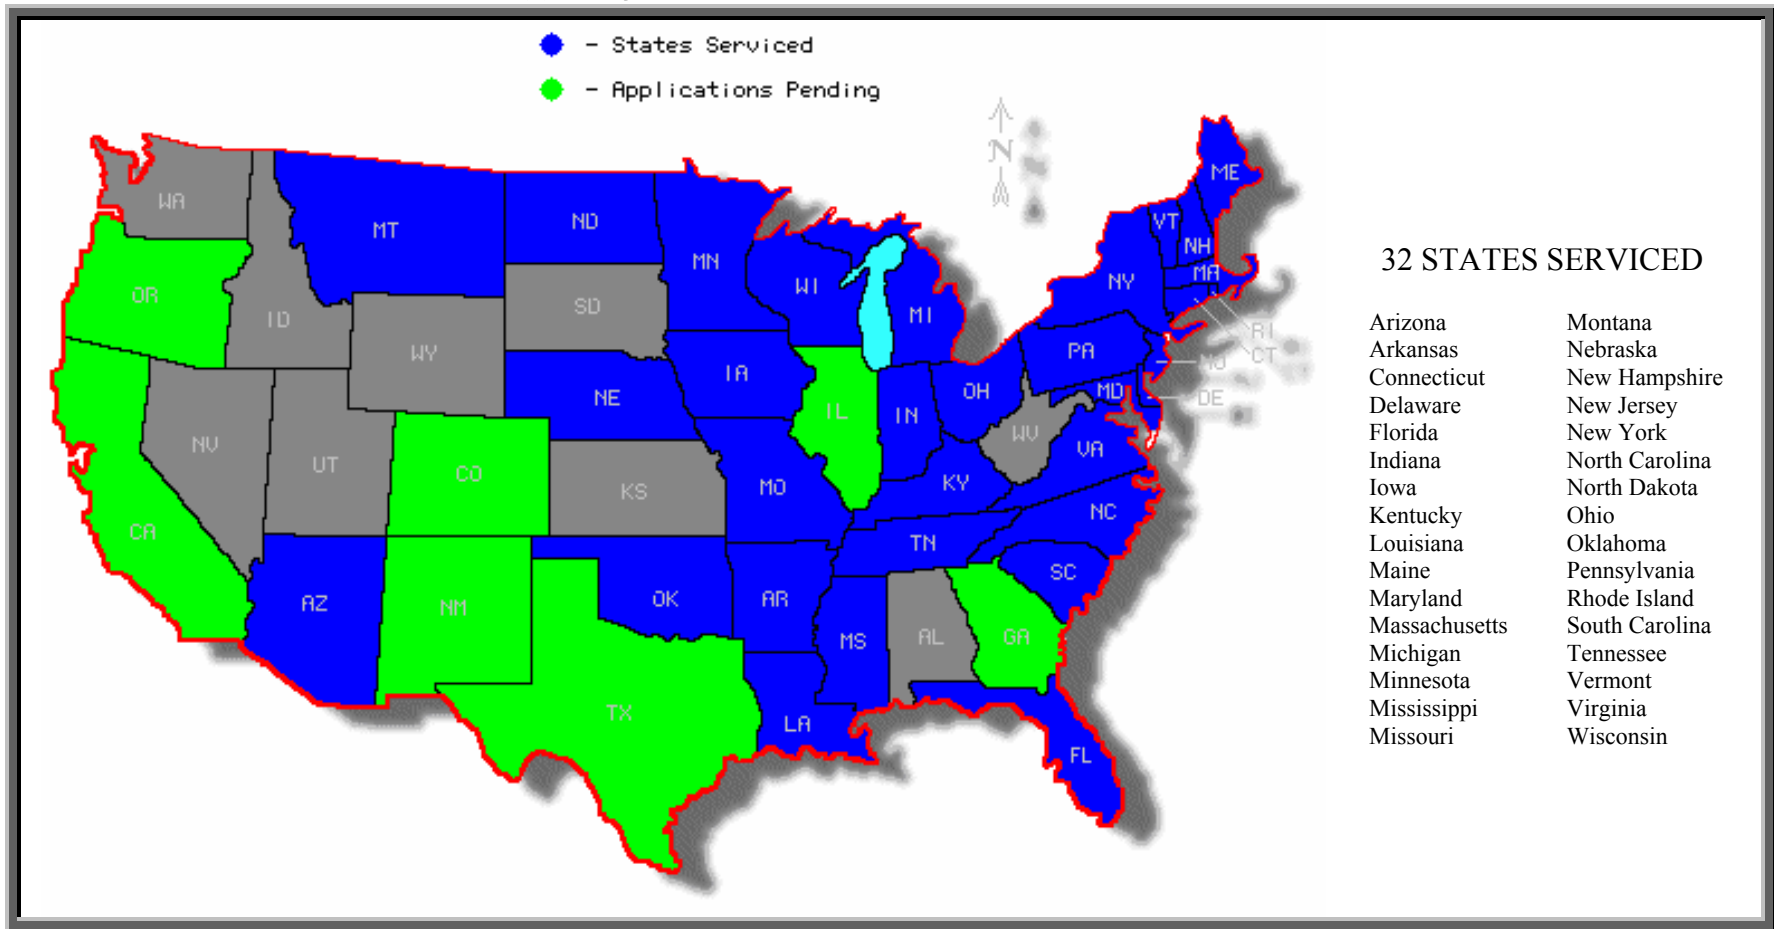 - States Serviced
- Applications Pending
N
WA
MT
ND
MN
ME
VT
NH
MA
OR
ID
SD
WI
MI
NY
RI
CT
WY
IA
PA
NJ
NE
OH
MD
DE
NV
UT
CO
KS
MO
IL
IN
WV
VA
KY
CA
NC
TN
SC
AZ
NM
OK
AR
MS
AL
GA
TX
LA
FL
32 STATES SERVICED
Arizona
Arkansas
Connecticut
Delaware
Florida
Indiana
Iowa
Kentucky
Louisiana
Maine
Maryland
Massachusetts
Michigan
Minnesota
Mississippi
Missouri
Montana
Nebraska
New Hampshire
New Jersey
New York
North Carolina
North Dakota
Ohio
Oklahoma
Pennsylvania
Rhode Island
South Carolina
Tennessee
Vermont
Virginia
Wisconsin